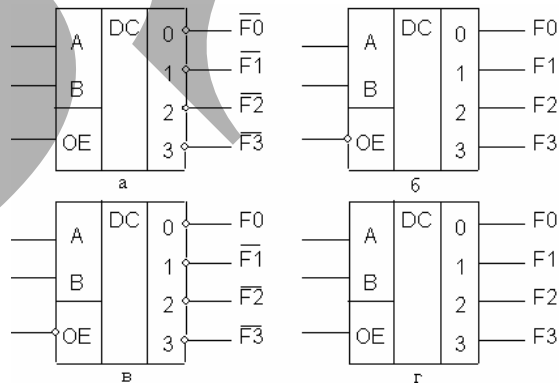 A DC 0 F̅0̅
1 F̅1̅
B 2 F̅2̅
OE 3 F̅3̅
а
A DC 0 F0
1 F1
B 2 F2
OE 3 F3
б
A DC 0 F0
1 F̅1̅
B 2 F̅2̅
OE 3 F̅3̅
в
A DC 0 F0
1 F1
B 2 F2
OE 3 F3
г